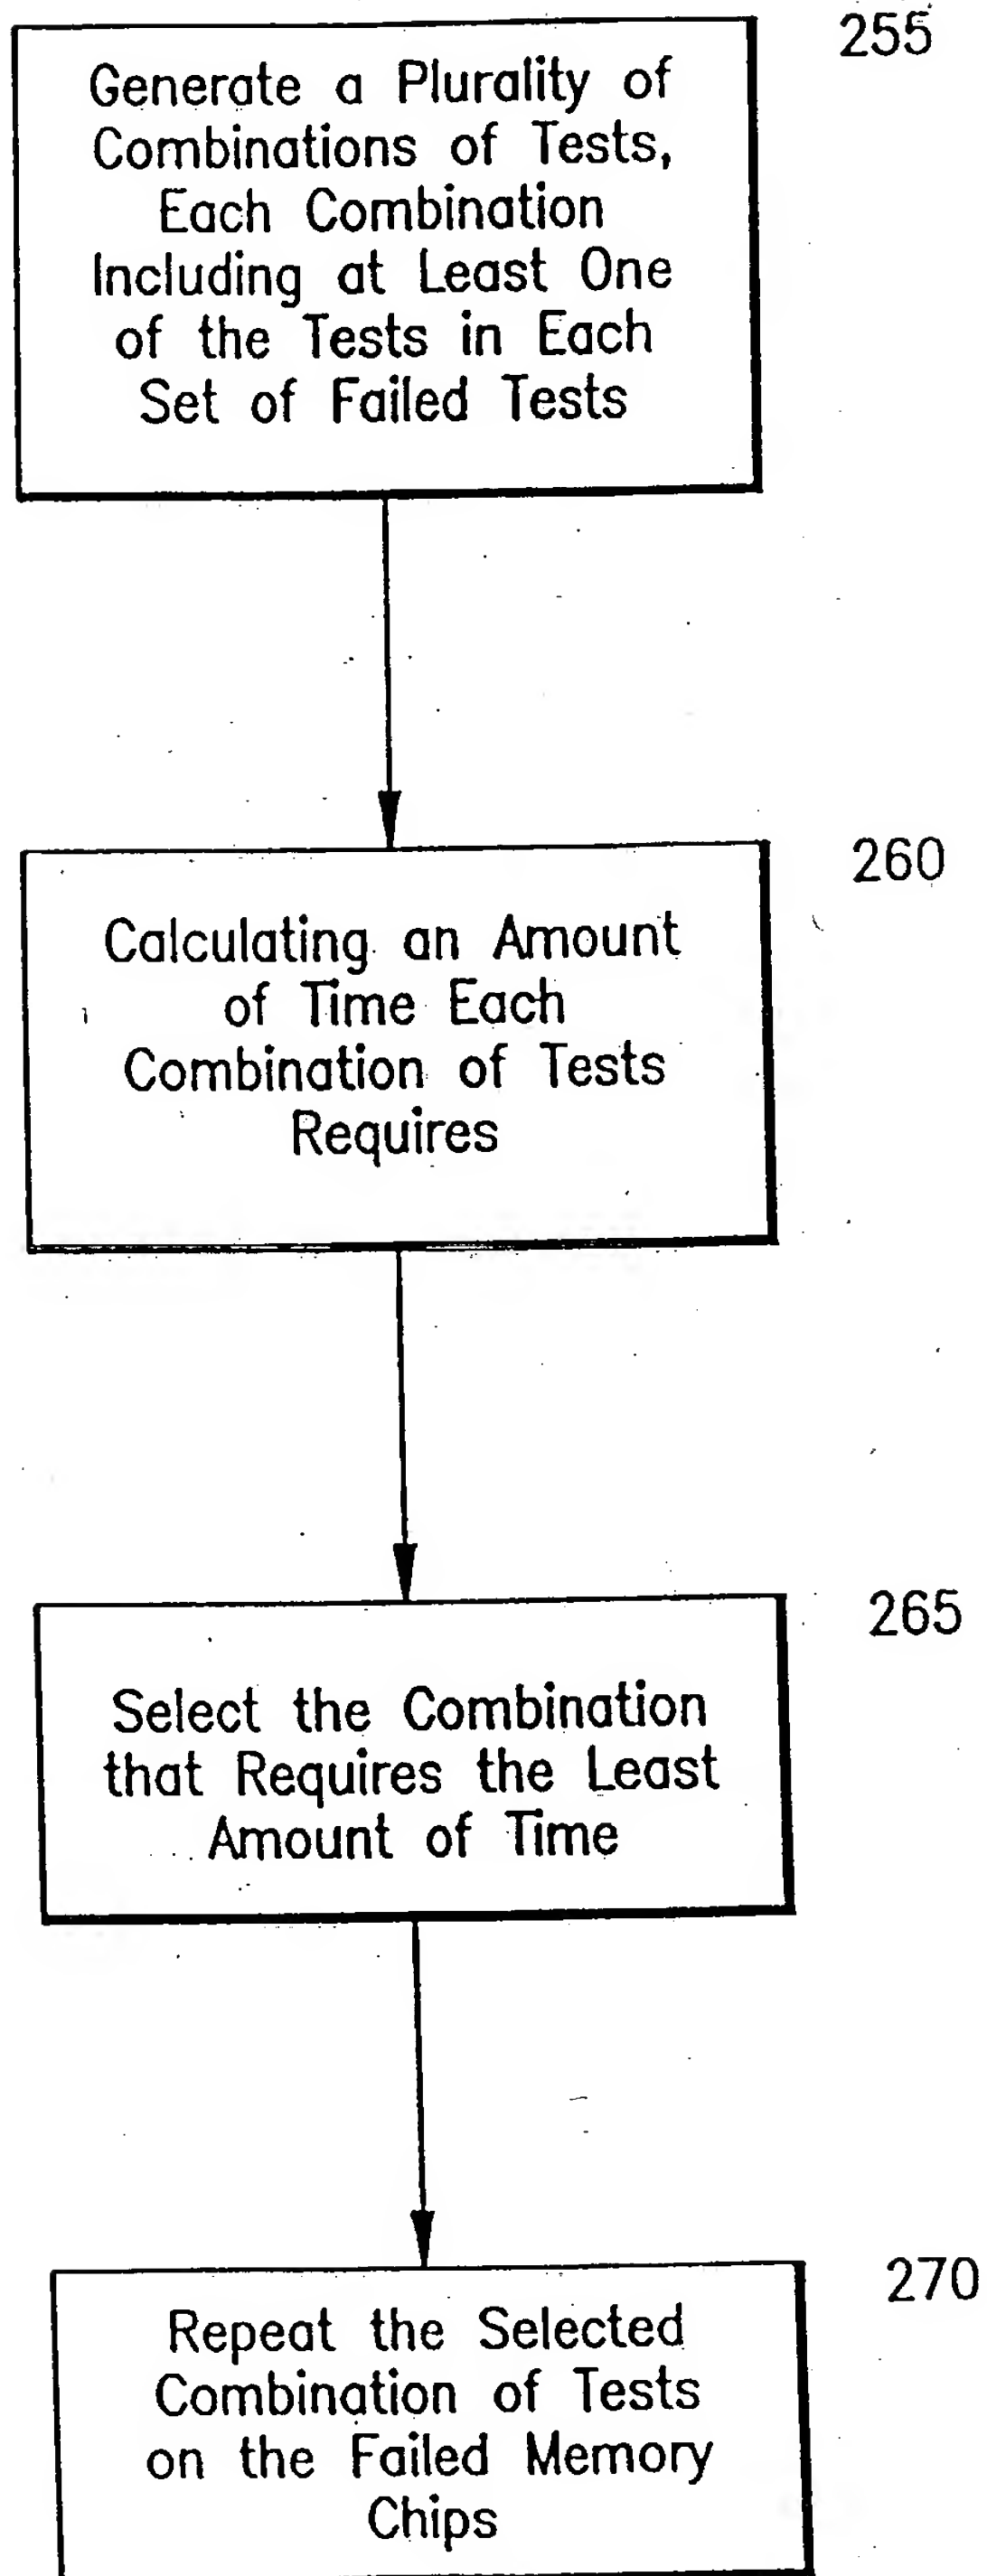 255
Generate a Plurality of
Combinations of Tests,
Each Combination
Including at Least One
of the Tests in Each
Set of Failed Tests
260
Calculating an Amount
of Time Each
Combination of Tests
Requires
265
Select the Combination
that Requires the Least
Amount of Time
270
Repeat the Selected
Combination of Tests
on the Failed Memory
Chips